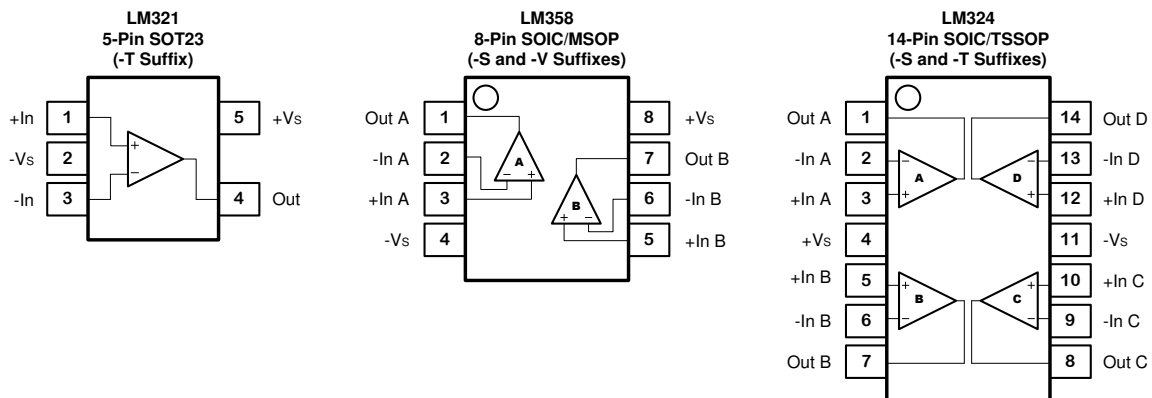 LM321
5-Pin SOT23
(-T Suffix)
+In 1 5 +Vs
-Vs 2
-In 3 4 Out
+
−
LM358
8-Pin SOIC/MSOP
(-S and -V Suffixes)
Out A 1 8 +Vs
-In A 2 7 Out B
+In A 3 6 -In B
-Vs 4 5 +In B
A
− +
B
+ −
LM324
14-Pin SOIC/TSSOP
(-S and -T Suffixes)
Out A 1 14 Out D
-In A 2 − − 13 -In D
A D
+In A 3 + + 12 +In D
+Vs 4 11 -Vs
+In B 5 + + 10 +In C
B C
-In B 6 − − 9 -In C
Out B 7 8 Out C